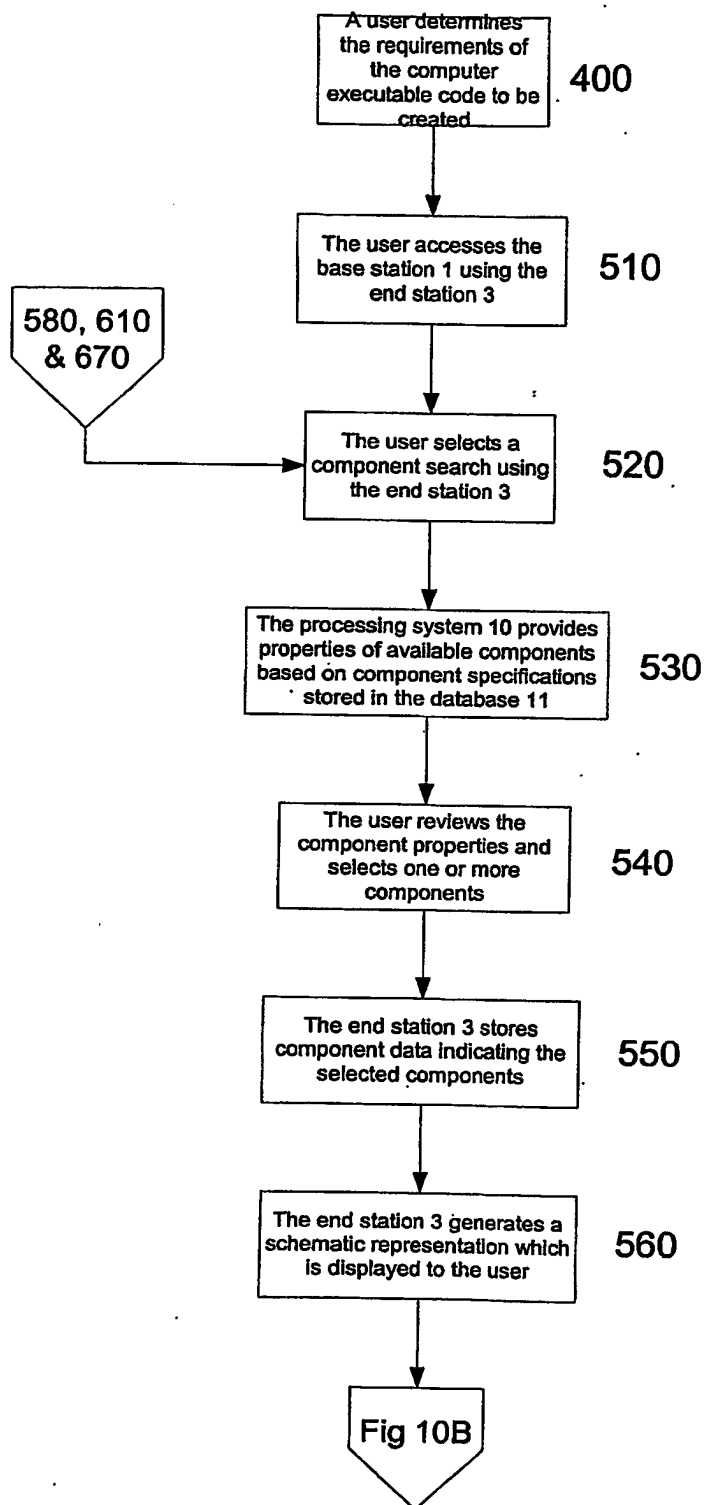 A user determines
the requirements of
the computer
executable code to be
created
400
The user accesses the
base station 1 using the
end station 3
510
580, 610
& 670
The user selects a
component search using
the end station 3
520
The processing system 10 provides
properties of available components
based on component specifications
stored in the database 11
530
The user reviews the
component properties and
selects one or more
components
540
The end station 3 stores
component data indicating the
selected components
550
The end station 3 generates a
schematic representation which
is displayed to the user
560
Fig 10B